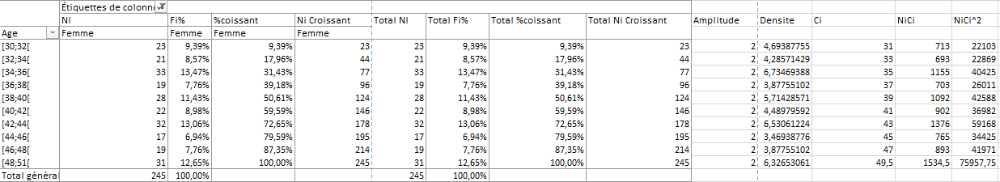 Étiquettes de colonn
NI Fi% %coissant Ni Croissant Total NI Total Fi% Total %coissant Total Ni Croissant Amplitude Densite Ci NiCi NiCi^2
Age Femme Femme Femme Femme
[30;32[ 23 9,39% 9,39% 23 23 9,39% 9,39% 23 2 4,69387755 31 713 22103
[32;34[ 21 8,57% 17,96% 44 21 8,57% 17,96% 44 2 4,28571429 33 693 22869
[34;36[ 33 13,47% 31,43% 77 33 13,47% 31,43% 77 2 6,73469388 35 1155 40425
[36;38[ 19 7,76% 39,18% 96 19 7,76% 39,18% 96 2 3,87755102 37 703 26011
[38;40[ 28 11,43% 50,61% 124 28 11,43% 50,61% 124 2 5,71428571 39 1092 42588
[40;42[ 22 8,98% 59,59% 146 22 8,98% 59,59% 146 2 4,48979592 41 902 36982
[42;44[ 32 13,06% 72,65% 178 32 13,06% 72,65% 178 2 6,53061224 43 1376 59168
[44;46[ 17 6,94% 79,59% 195 17 6,94% 79,59% 195 2 3,46938776 45 765 34425
[46;48[ 19 7,76% 87,35% 214 19 7,76% 87,35% 214 2 3,87755102 47 893 41971
[48;51[ 31 12,65% 100,00% 245 31 12,65% 100,00% 245 2 6,32653061 49,5 1534,5 75957,75
Total général 245 100,00% 245 100,00%